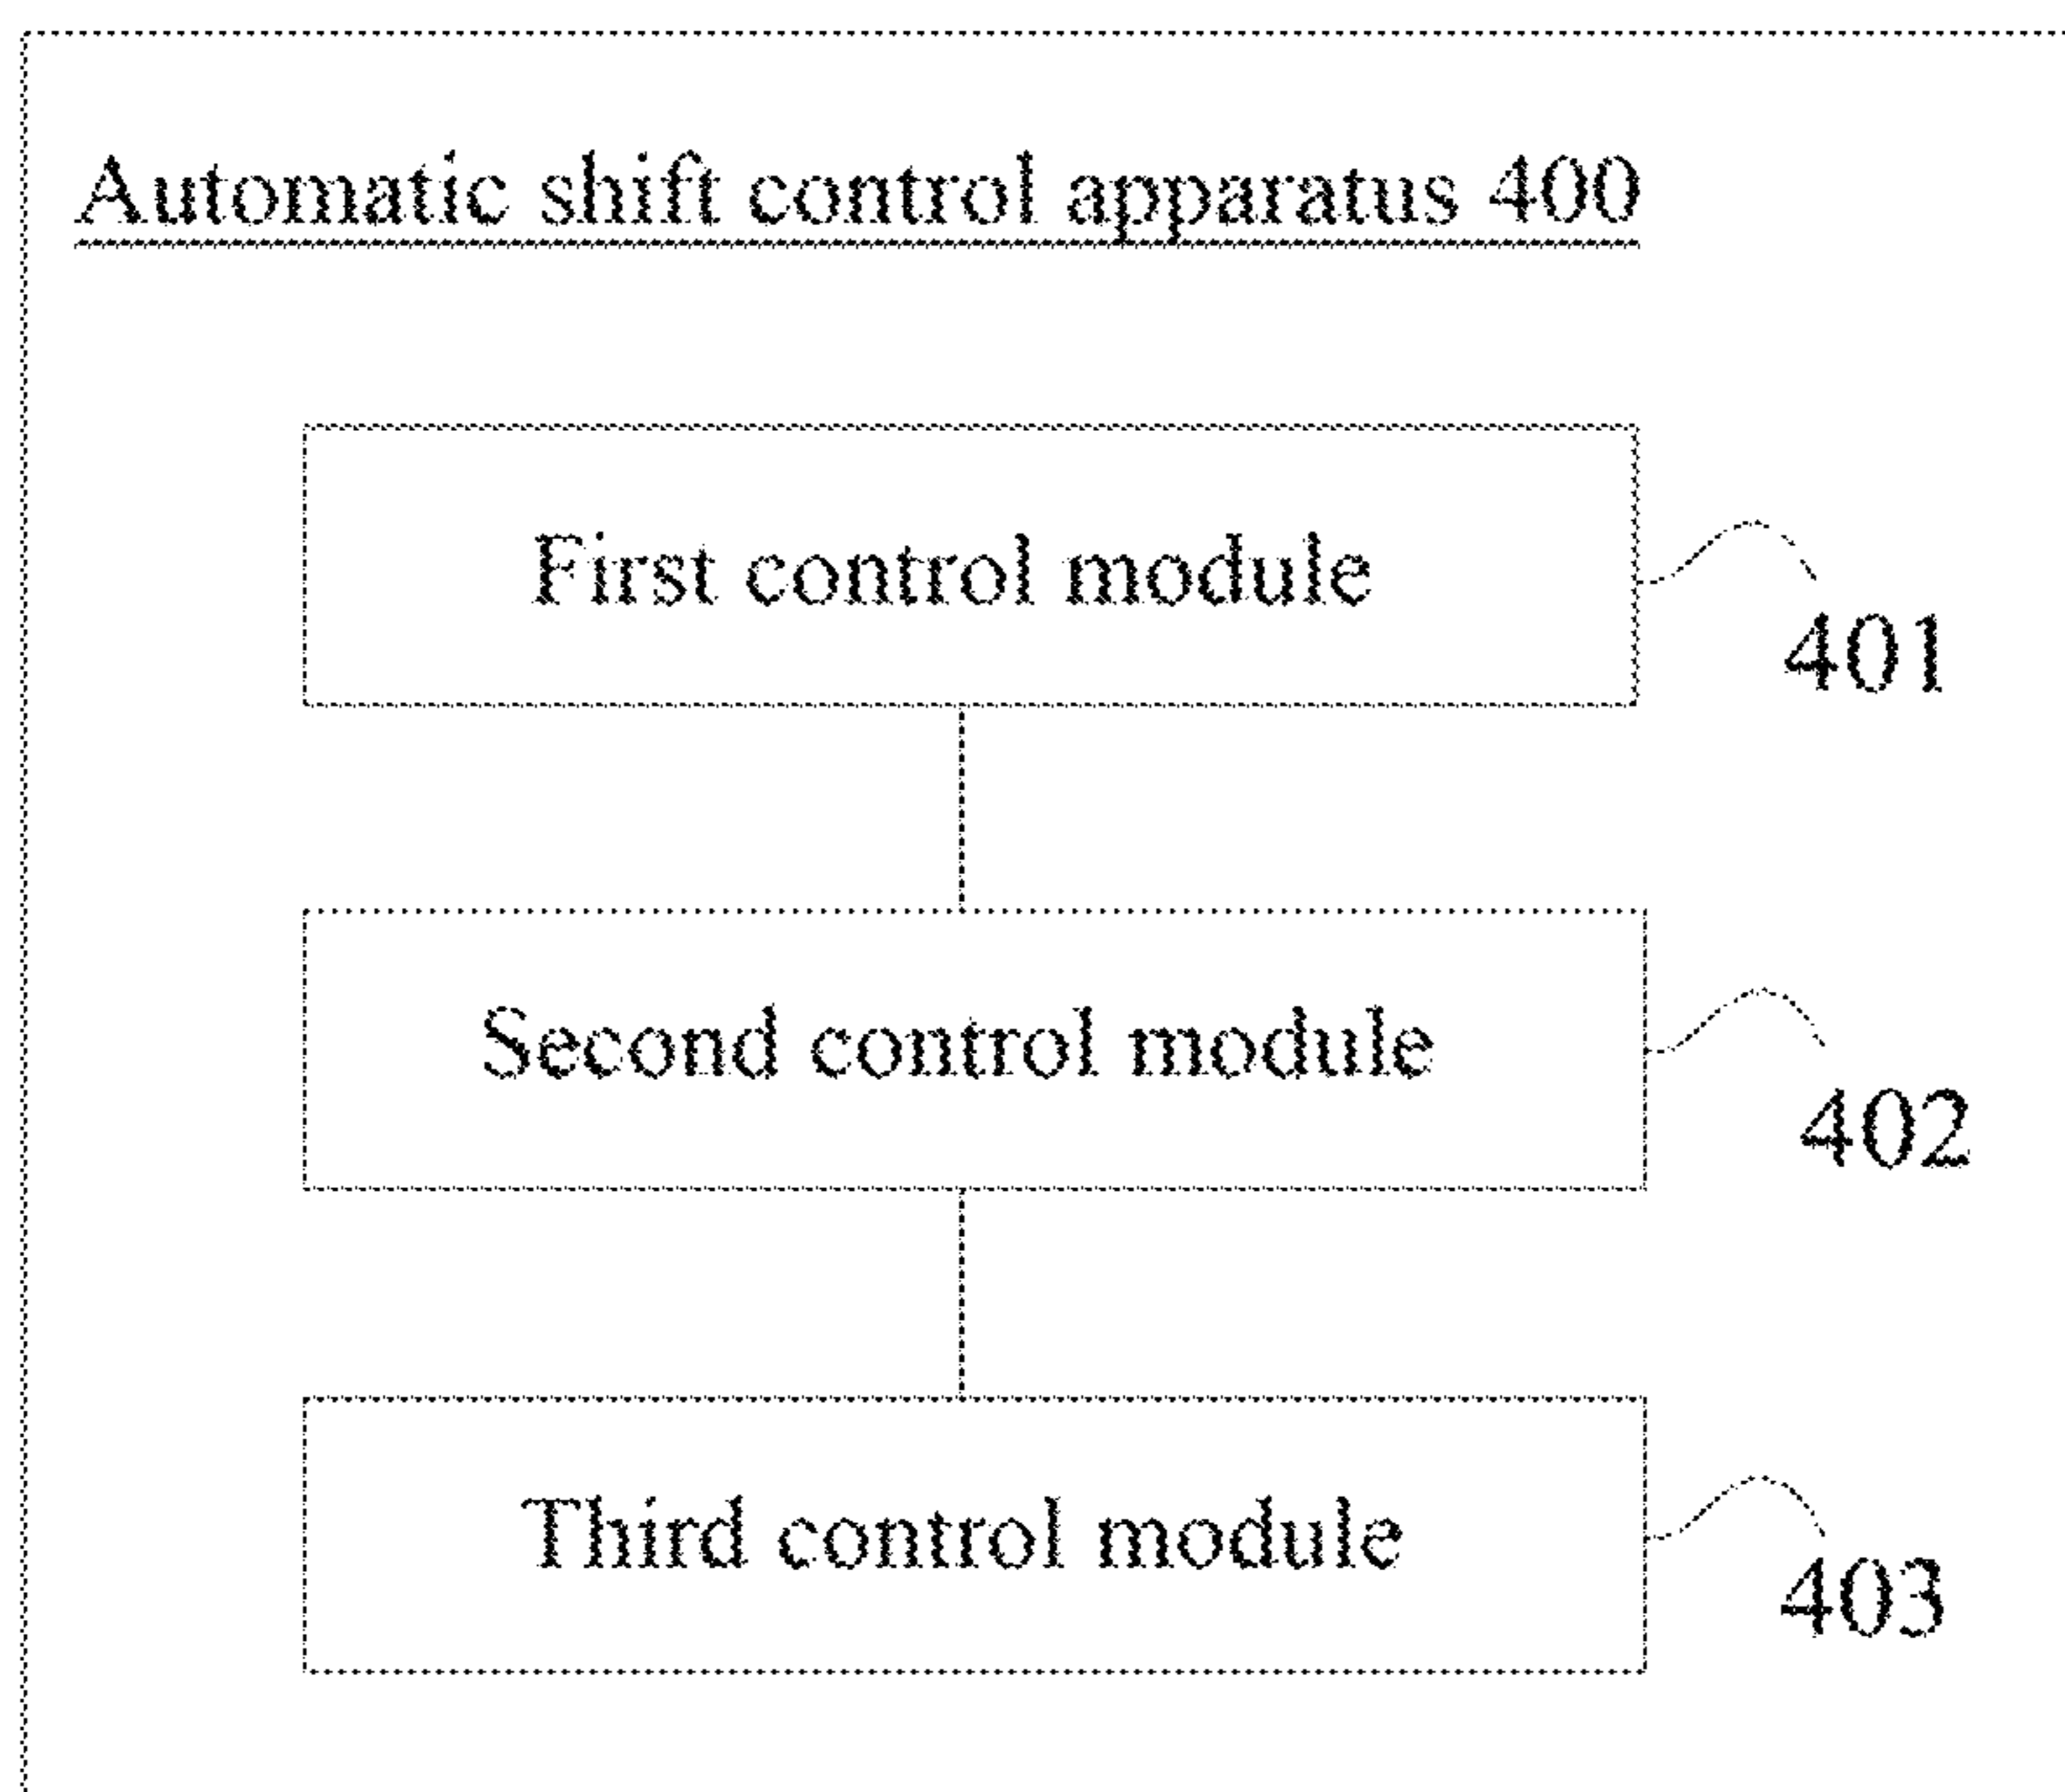 Automatic shift control apparatus 400
First control module
401
Second control module
402
Third control module
403